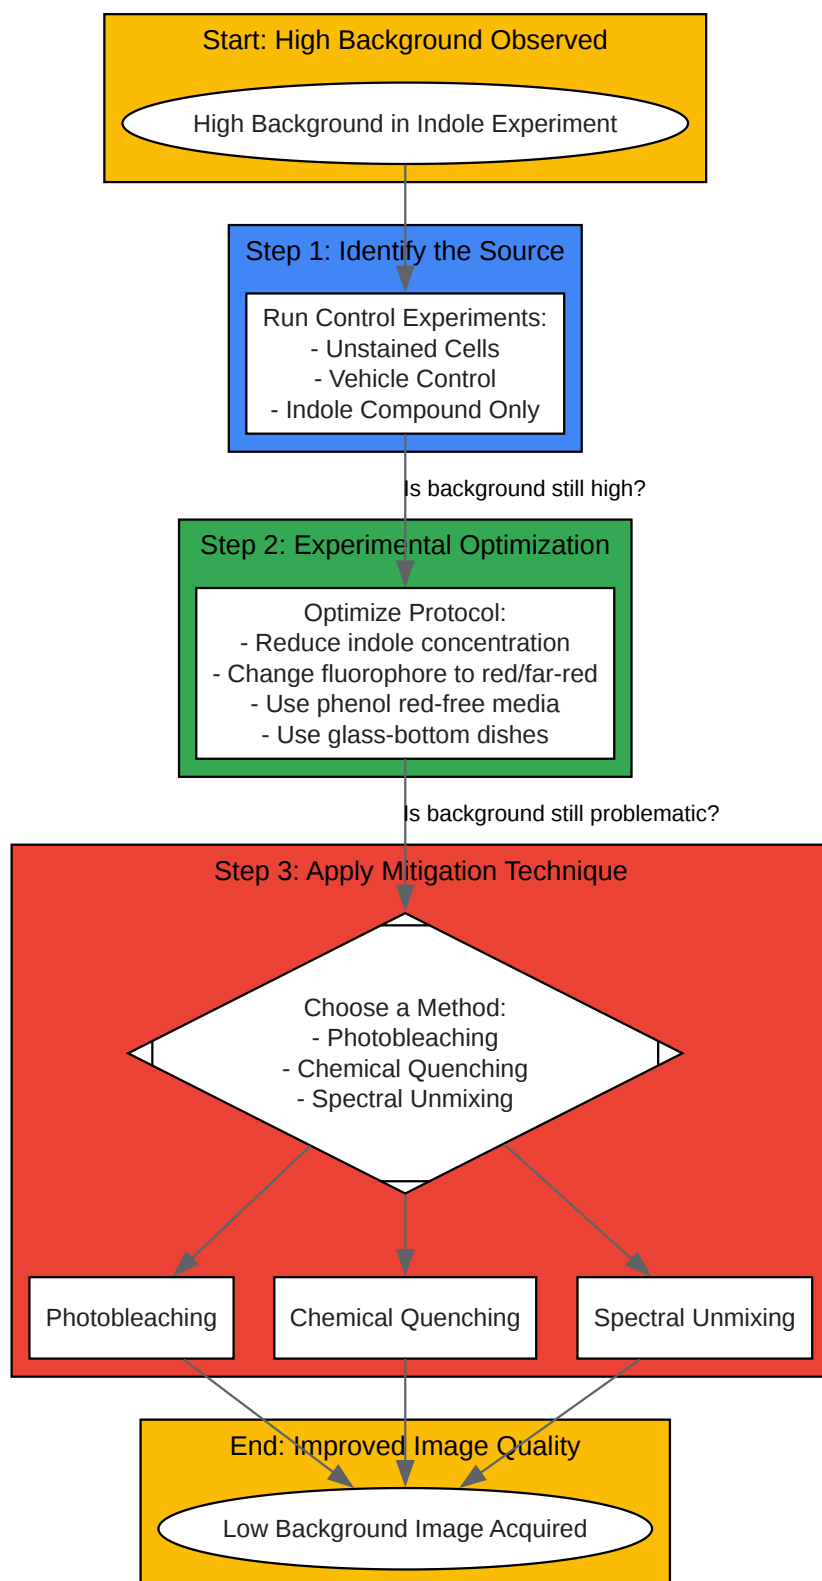 Start: High Background Observed
High Background in Indole Experiment
Step 1: Identify the Source
Run Control Experiments:
- Unstained Cells
- Vehicle Control
- Indole Compound Only
Is background still high?
Step 2: Experimental Optimization
Optimize Protocol:
- Reduce indole concentration
- Change fluorophore to red/far-red
- Use phenol red-free media
- Use glass-bottom dishes
Is background still problematic?
Step 3: Apply Mitigation Technique
Choose a Method:
- Photobleaching
- Chemical Quenching
- Spectral Unmixing
Photobleaching
Chemical Quenching
Spectral Unmixing
End: Improved Image Quality
Low Background Image Acquired